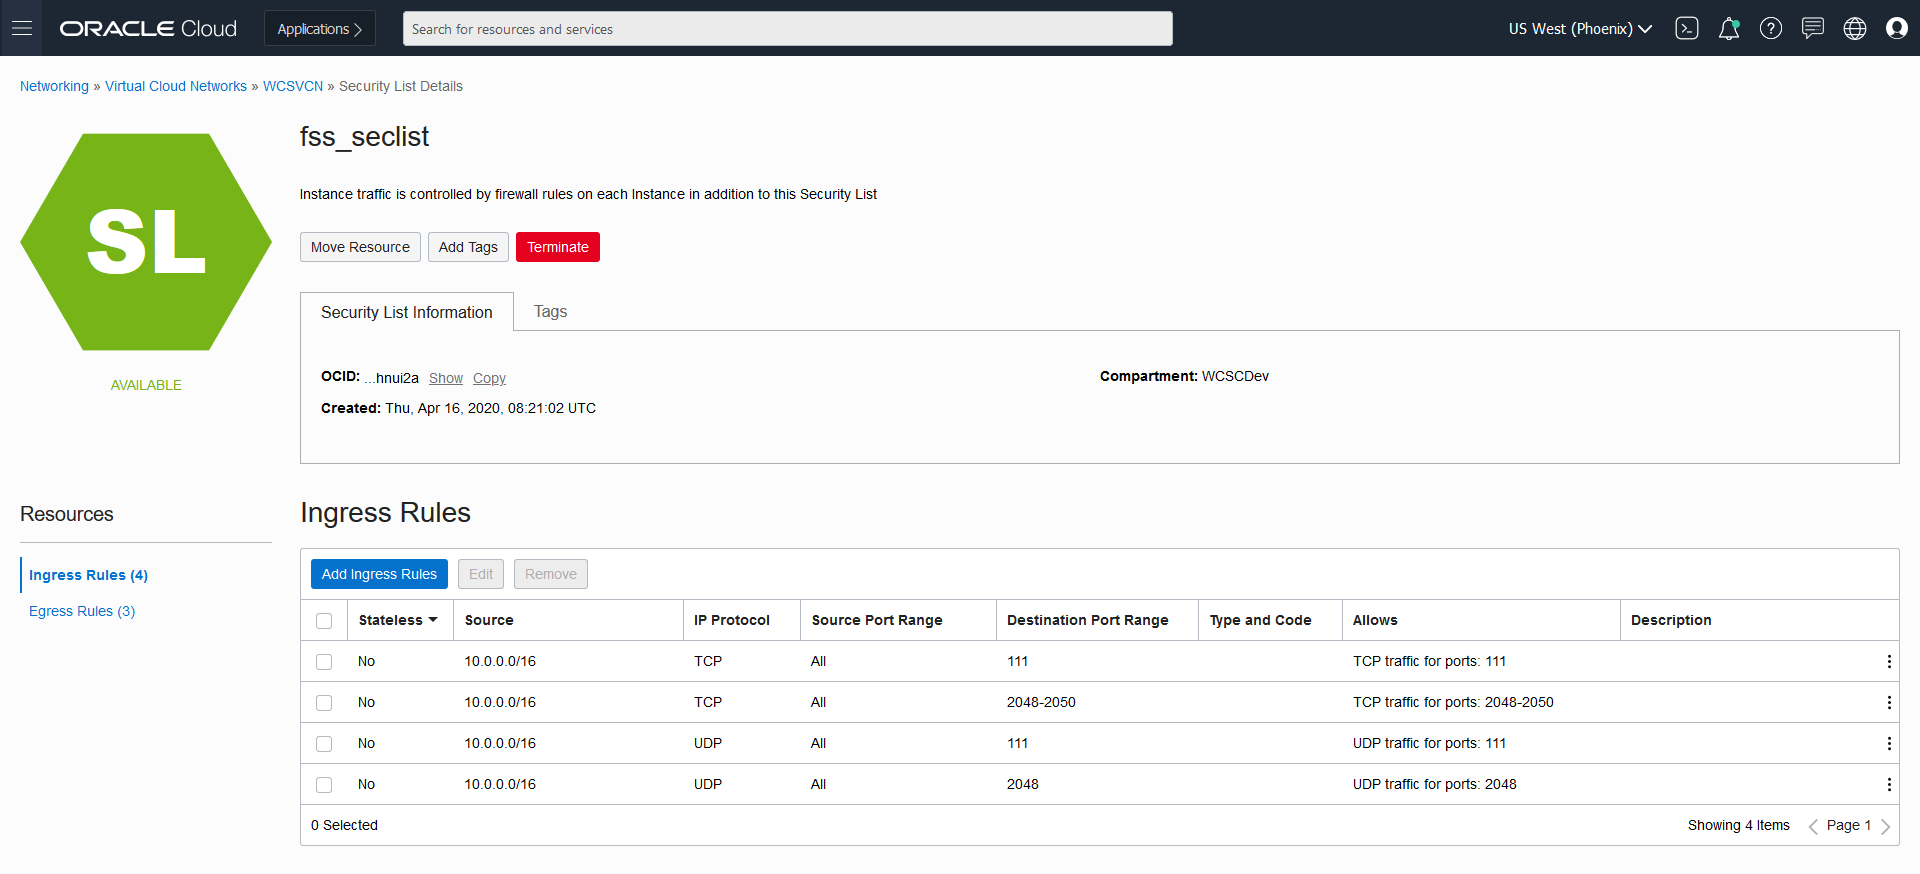 ORACLE Cloud Applications Search for resources and services US West (Phoenix)
Networking » Virtual Cloud Networks » WCSVCN » Security List Details
SL
AVAILABLE
fss_seclist
Instance traffic is controlled by firewall rules on each Instance in addition to this Security List
Move Resource Add Tags Terminate
Security List Information Tags
OCID: ...hnui2a Show Copy Compartment: WCSCDev
Created: Thu, Apr 16, 2020, 08:21:02 UTC
Resources
Ingress Rules (4)
Egress Rules (3)
Ingress Rules
Add Ingress Rules Edit Remove
Stateless Source IP Protocol Source Port Range Destination Port Range Type and Code Allows Description
No 10.0.0.0/16 TCP All 111 TCP traffic for ports: 111
No 10.0.0.0/16 TCP All 2048-2050 TCP traffic for ports: 2048-2050
No 10.0.0.0/16 UDP All 111 UDP traffic for ports: 111
No 10.0.0.0/16 UDP All 2048 UDP traffic for ports: 2048
0 Selected Showing 4 Items Page 1